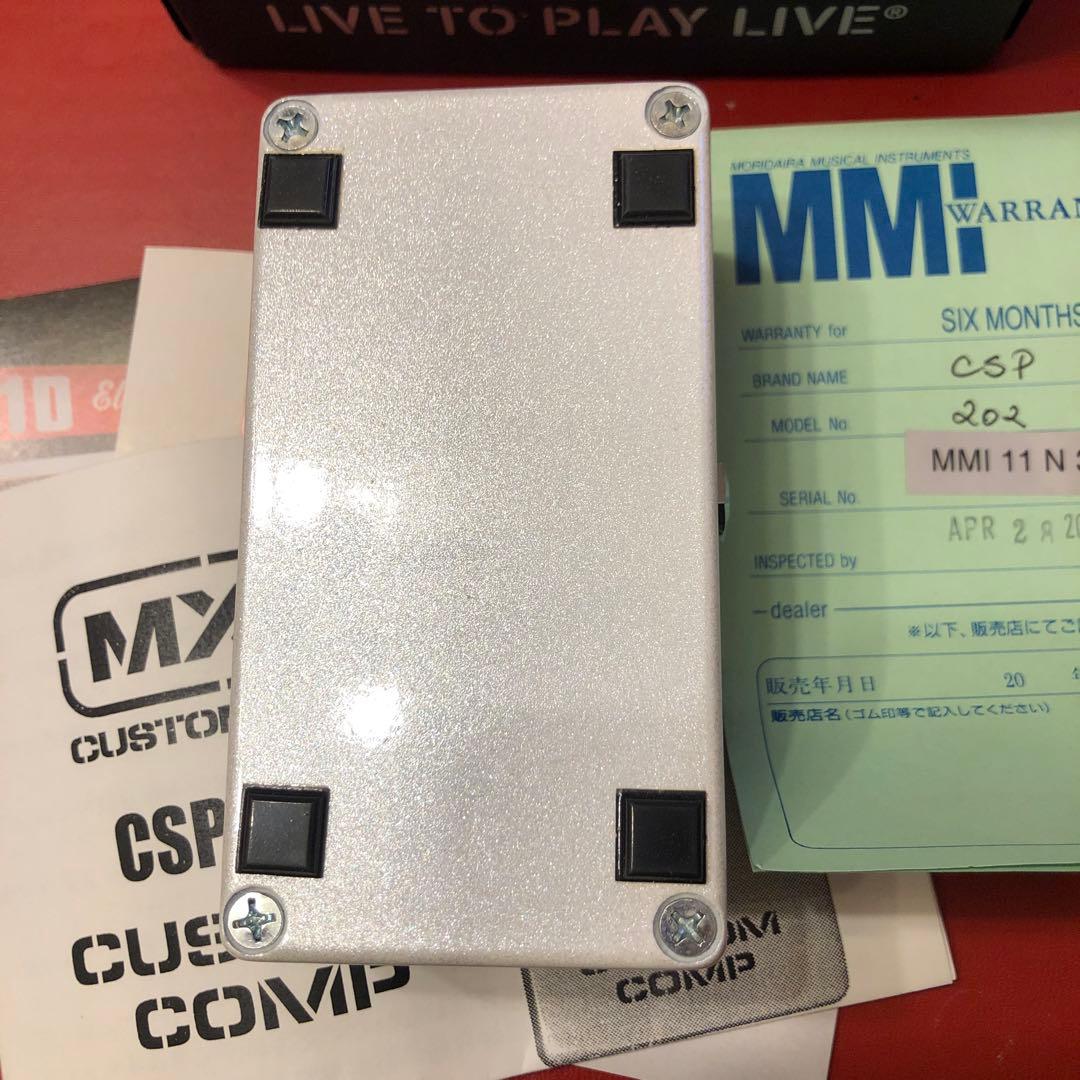 LIVE TO PLAY LIVE®
MORIDAIRA MUSICAL INSTRUMENTS
MMI
WARRAN
WARRANTY for SIX MONTHS
BRAND NAME CSP
MODEL No. 202
MMI 11 N
SERIAL No.
APR 28 20
INSPECTED by
dealer
※以下、販売店にてご
販売年月日 20
販売店名(ゴム印等で記入してください)
10
MX
CUSTO
CSP
CUS
COMP
OM
COMP